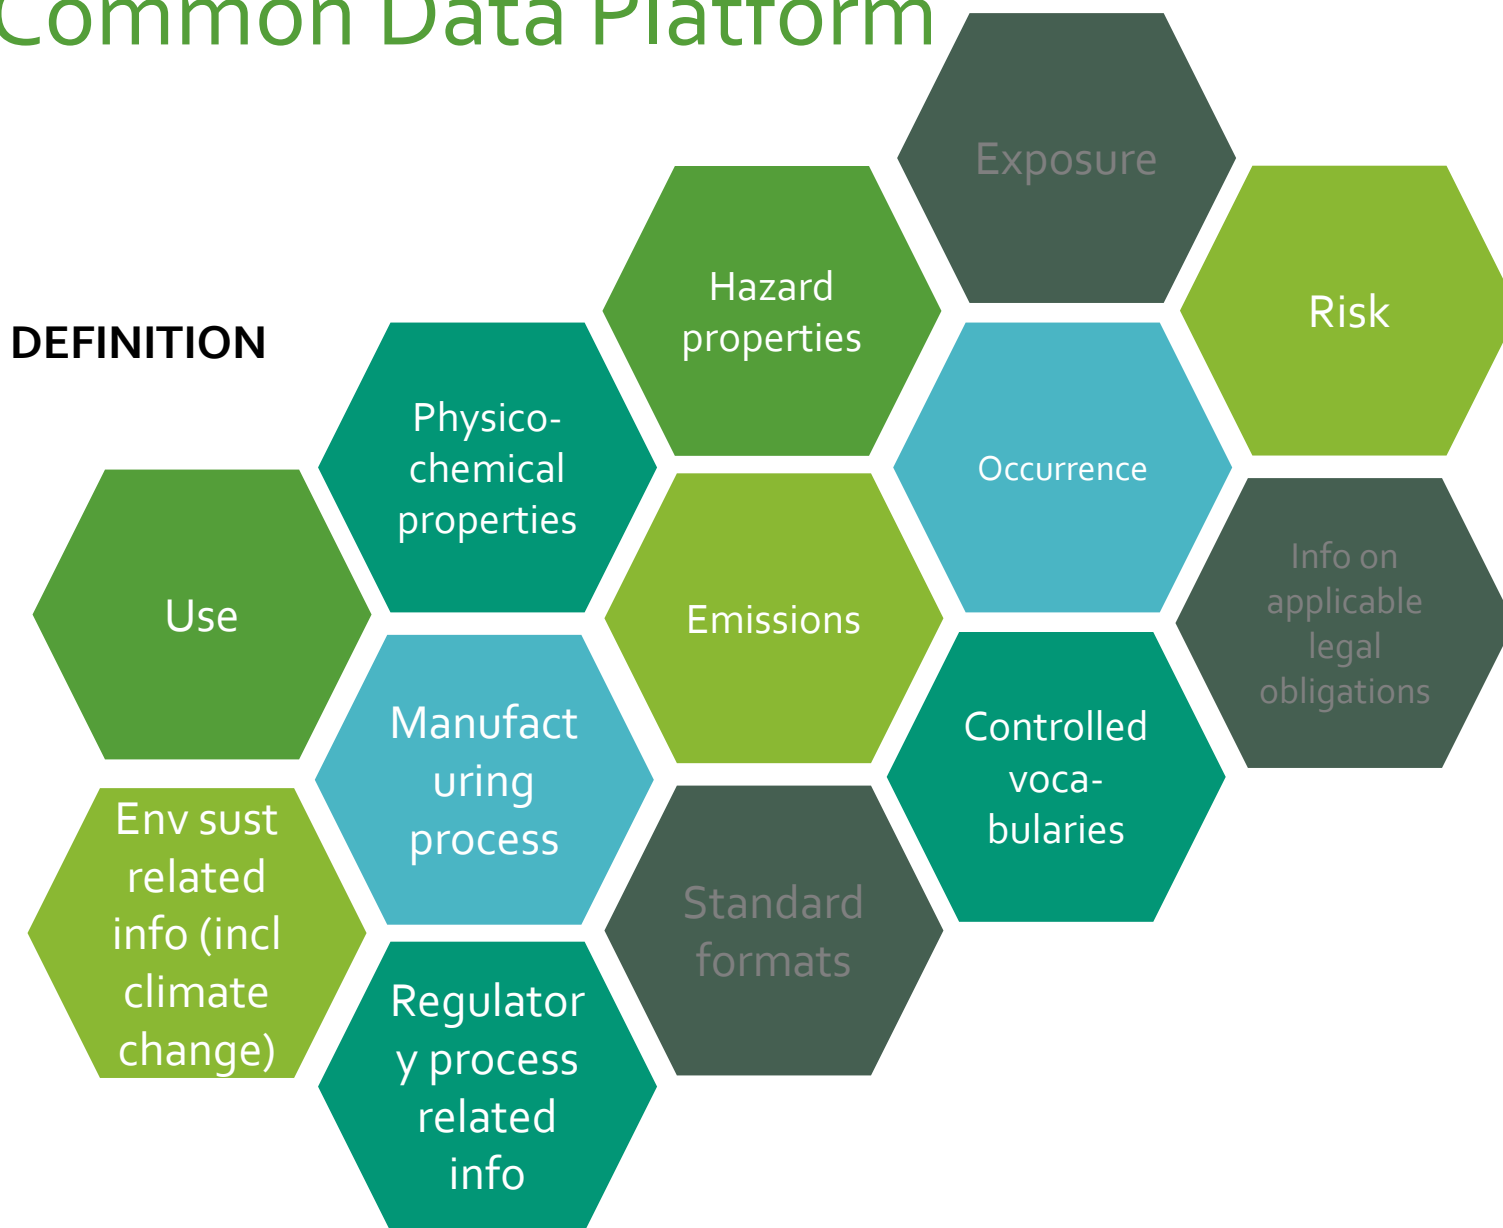 Common Data Platform
Exposure
Hazard
properties
Risk
DEFINITION
Physico-
chemical
properties
Occurrence
Use
Emissions
Info on
applicable
legal
obligations
Manufact
uring
process
Controlled
voca-
bularies
Env sust
related
info (incl
climate
change)
Standard
formats
Regulator
y process
related
info